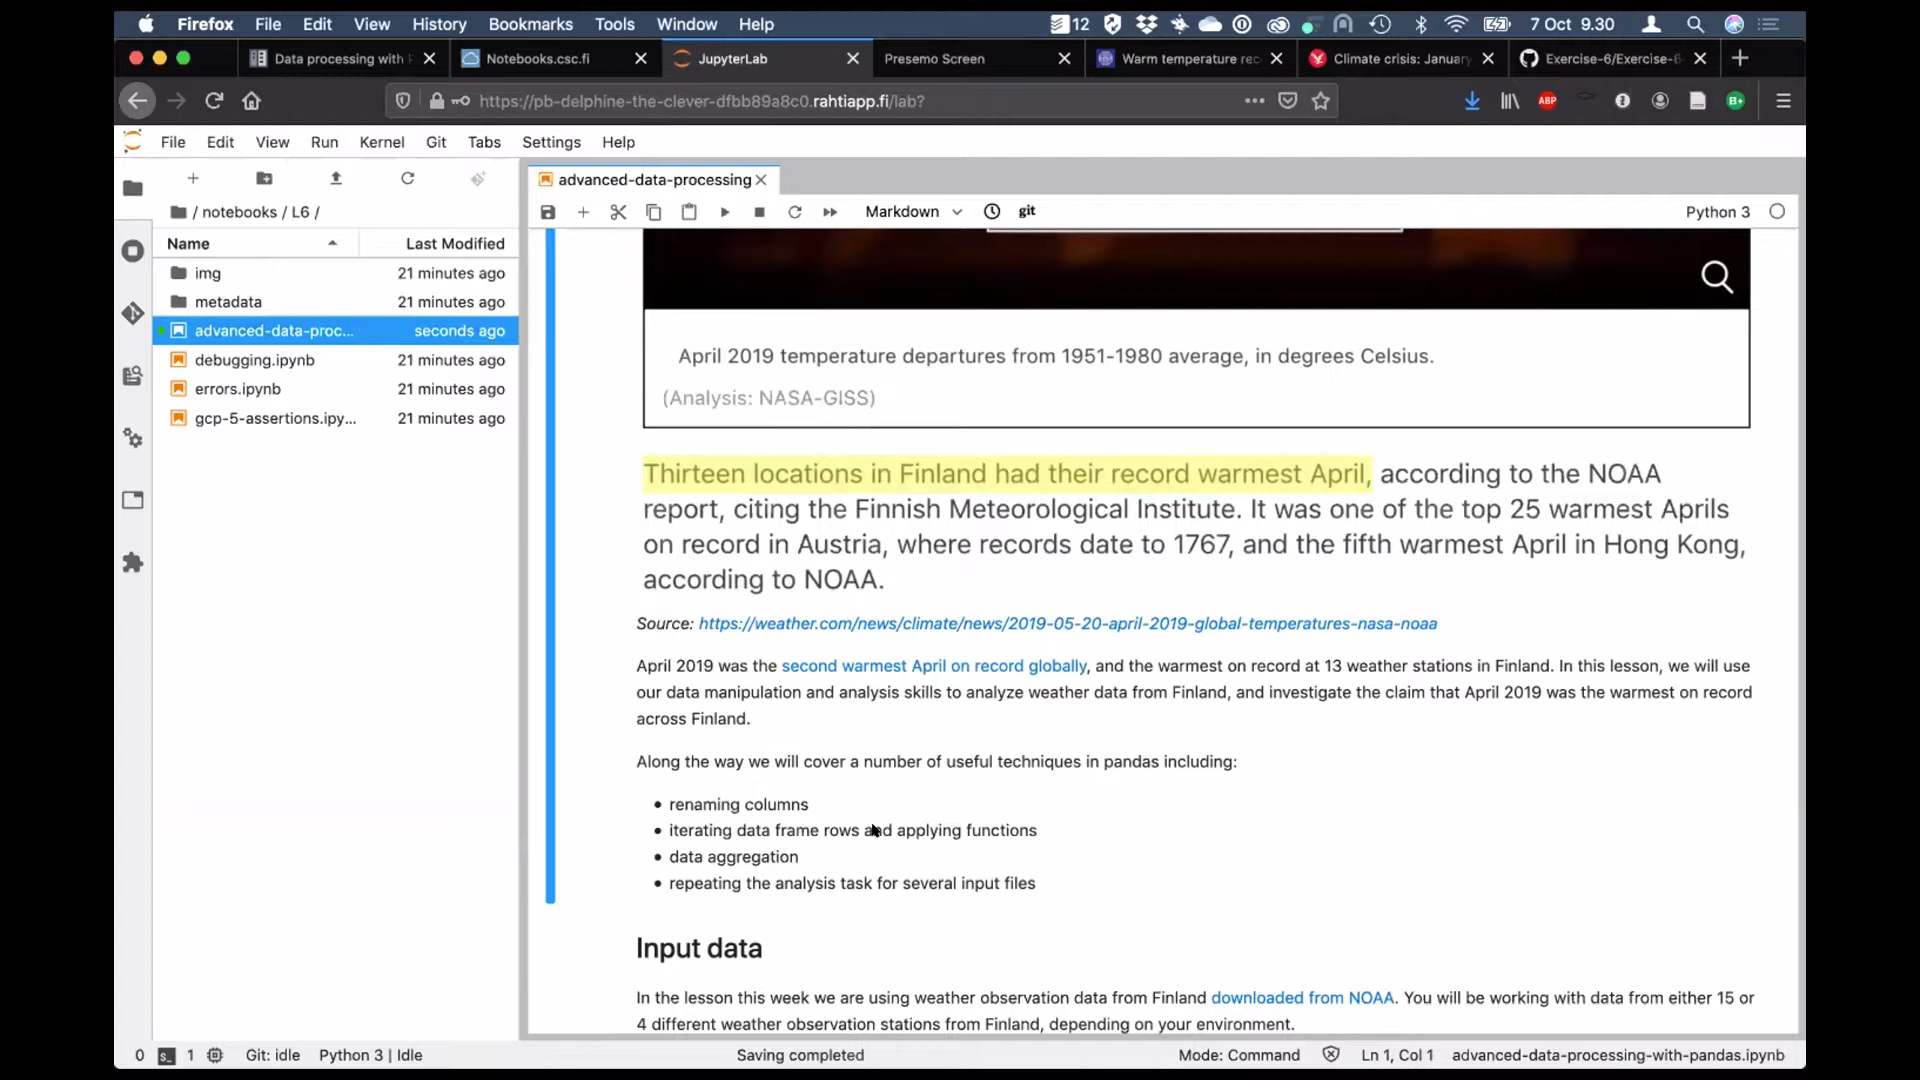 Firefox File Edit View History Bookmarks Tools Window Help 12 7 Oct 9.30
Data processing with Notebooks.csc.fi JupyterLab Presemo Screen Warm temperature rec Climate crisis: January Exercise-6/Exercise-6
https://pb-delphine-the-clever-dfbb89a8c0.rahtiapp.fi/lab? ABP B+
File Edit View Run Kernel Git Tabs Settings Help
advanced-data-processing
/ notebooks / L6 /
Markdown git Python 3
Name Last Modified
img 21 minutes ago
metadata 21 minutes ago
advanced-data-proc... seconds ago
debugging.ipynb 21 minutes ago
errors.ipynb 21 minutes ago
gcp-5-assertions.ipy... 21 minutes ago
April 2019 temperature departures from 1951-1980 average, in degrees Celsius.
(Analysis: NASA-GISS)
Thirteen locations in Finland had their record warmest April, according to the NOAA
report, citing the Finnish Meteorological Institute. It was one of the top 25 warmest Aprils
on record in Austria, where records date to 1767, and the fifth warmest April in Hong Kong,
according to NOAA.
Source: https://weather.com/news/climate/news/2019-05-20-april-2019-global-temperatures-nasa-noaa
April 2019 was the second warmest April on record globally, and the warmest on record at 13 weather stations in Finland. In this lesson, we will use
our data manipulation and analysis skills to analyze weather data from Finland, and investigate the claim that April 2019 was the warmest on record
across Finland.
Along the way we will cover a number of useful techniques in pandas including:
• renaming columns
• iterating data frame rows and applying functions
• data aggregation
• repeating the analysis task for several input files
Input data
In the lesson this week we are using weather observation data from Finland downloaded from NOAA. You will be working with data from either 15 or
4 different weather observation stations from Finland, depending on your environment.
0 1 Git: idle Python 3 | Idle Saving completed Mode: Command Ln 1, Col 1 advanced-data-processing-with-pandas.ipynb